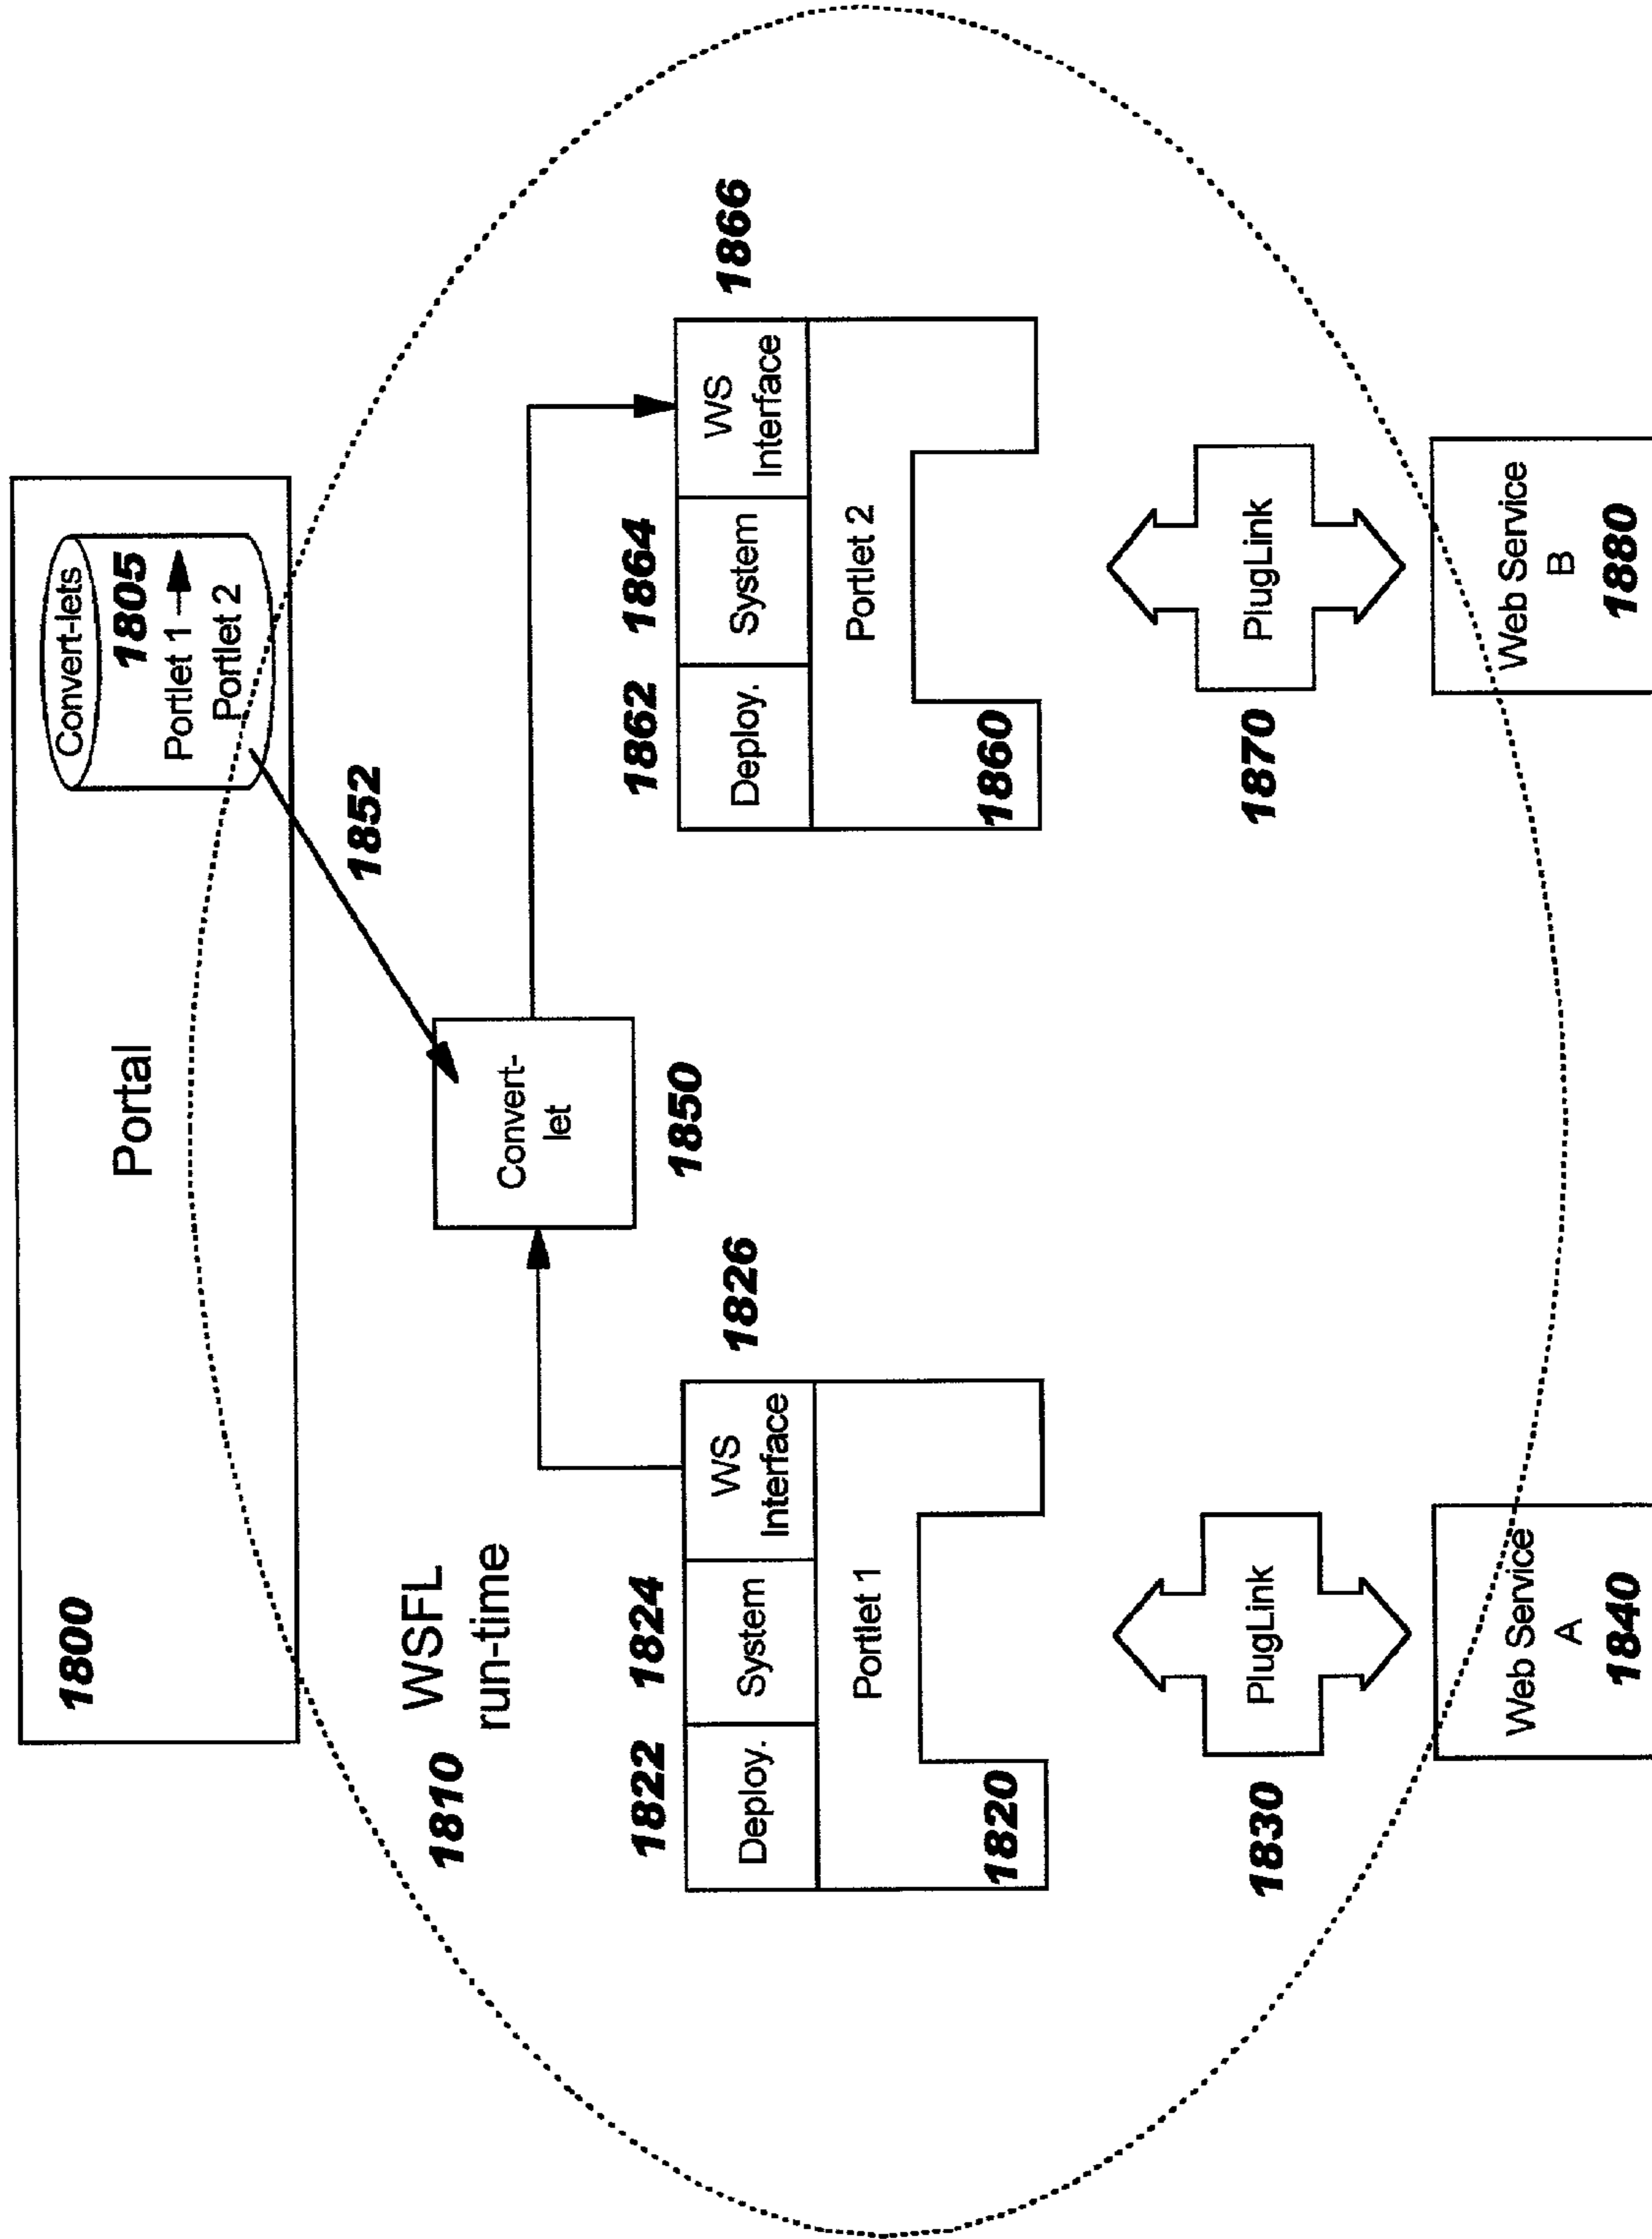 1800
Portal
Convert-lets
1805
Portlet 1
Portlet 2
1852
1810
WSFL
run-time
Convert-
let
1850
1822
1824
1826
Deploy.
System
WS
Interface
Portlet 1
1820
1862
1864
1866
Deploy.
System
WS
Interface
Portlet 2
1860
1830
PlugLink
1870
PlugLink
Web Service
A
1840
Web Service
B
1880